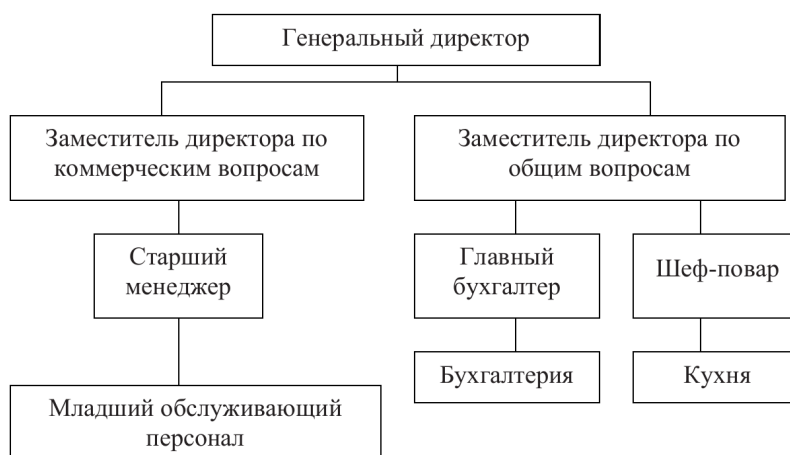 Генеральный директор
Заместитель директора по
коммерческим вопросам
Заместитель директора по
общим вопросам
Старший
менеджер
Главный
бухгалтер
Шеф-повар
Бухгалтерия
Кухня
Младший обслуживающий
персонал